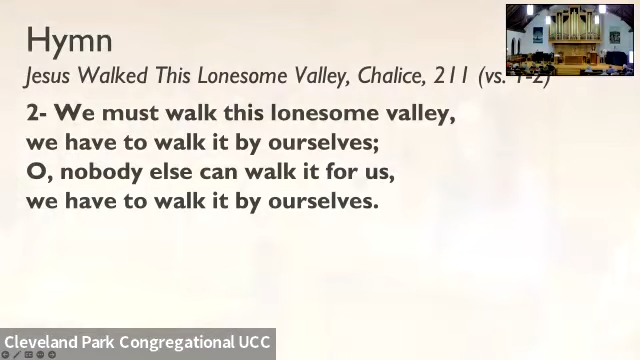 Hymn
Jesus Walked This Lonesome Valley, Chalice, 211 (vs. 1-2)
2- We must walk this lonesome valley,
we have to walk it by ourselves;
O, nobody else can walk it for us,
we have to walk it by ourselves.
Cleveland Park Congregational UCC